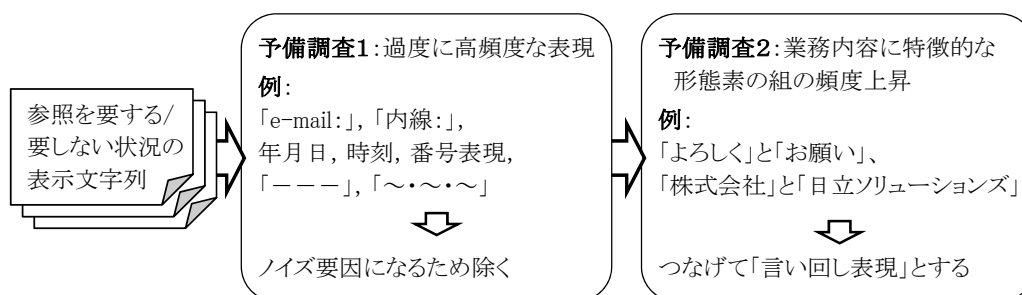 参照を要する/
要しない状況の
表示文字列
予備調査1:過度に高頻度な表現
例:
「e-mail:」, 「内線:」,
年月日, 時刻, 番号表現,
「―――」, 「～・～・～」
ノイズ要因になるため除く
予備調査2:業務内容に特徴的な
形態素の組の頻度上昇
例:
「よろしく」と「お願い」、
「株式会社」と「日立ソリューションズ」
つなげて「言い回し表現」とする